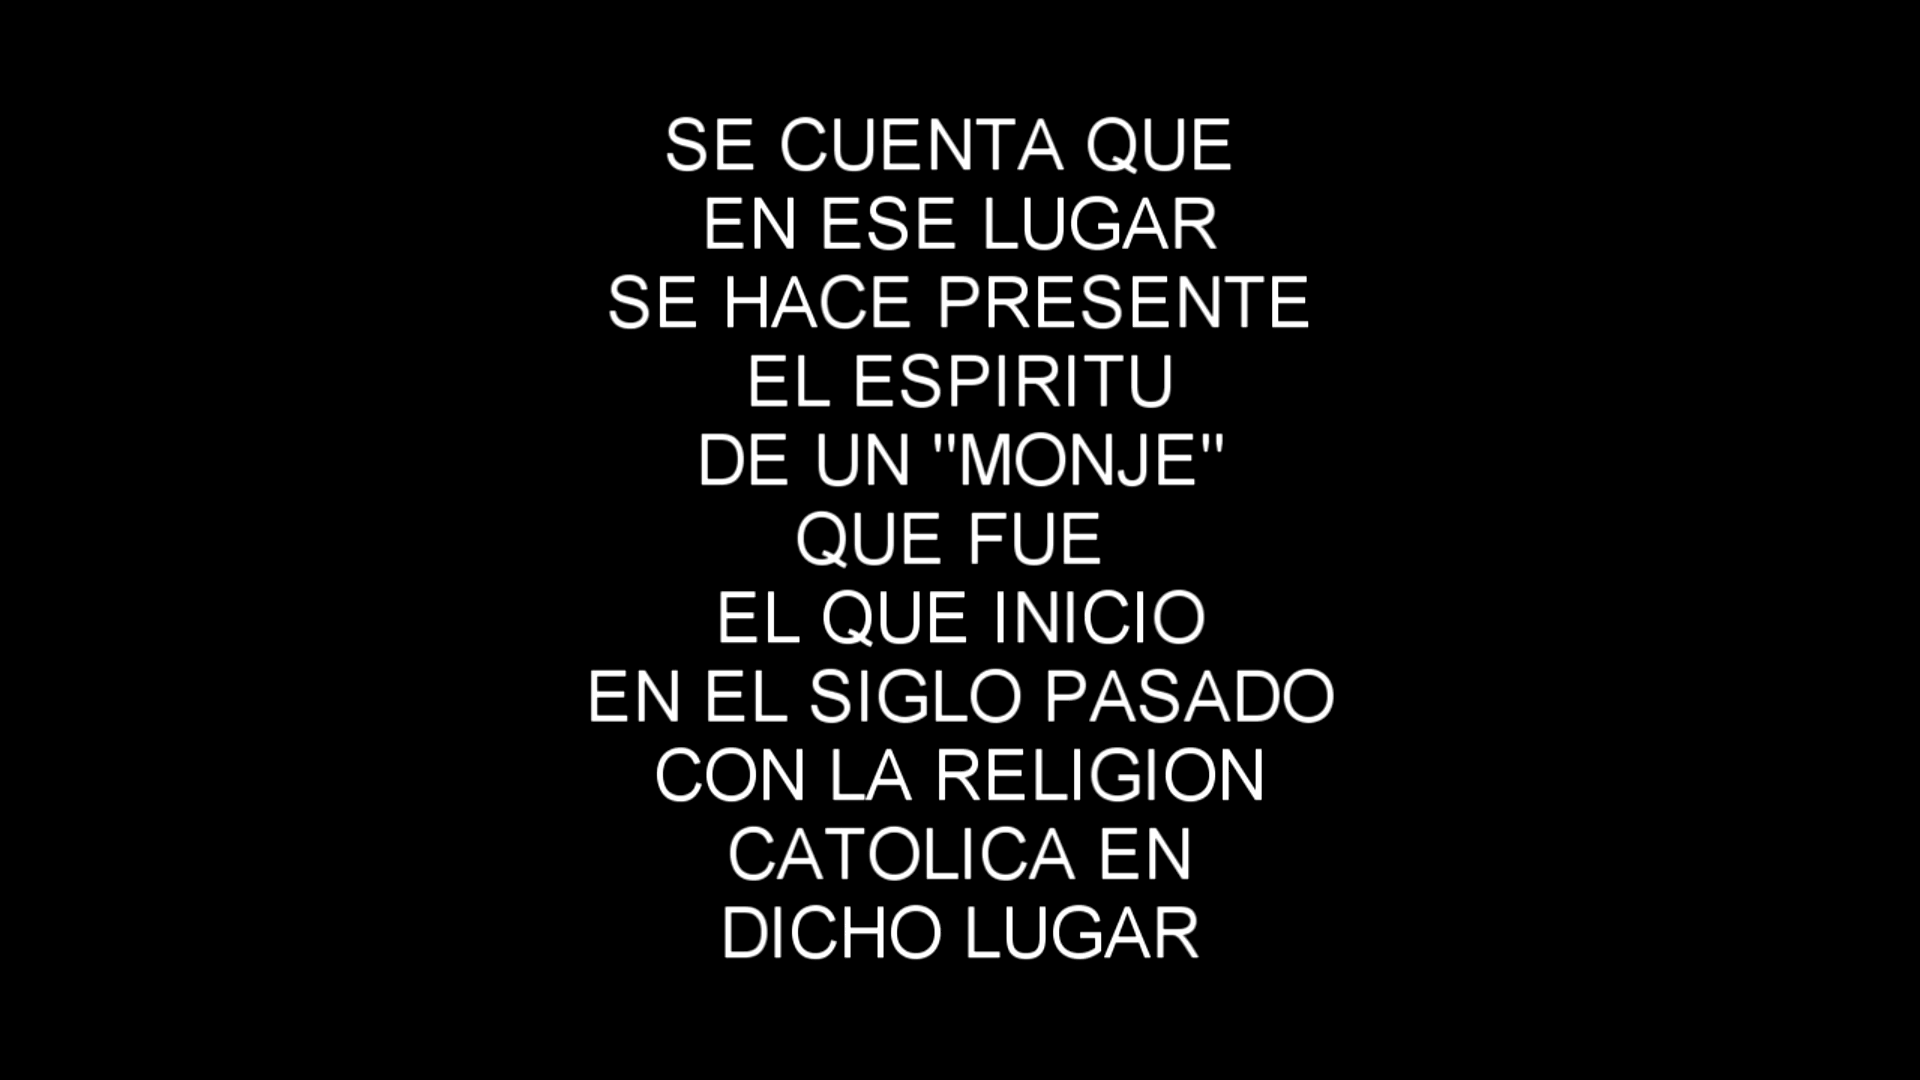 SE CUENTA QUE
EN ESE LUGAR
SE HACE PRESENTE
EL ESPIRITU
DE UN "MONJE"
QUE FUE
EL QUE INICIO
EN EL SIGLO PASADO
CON LA RELIGION
CATOLICA EN
DICHO LUGAR